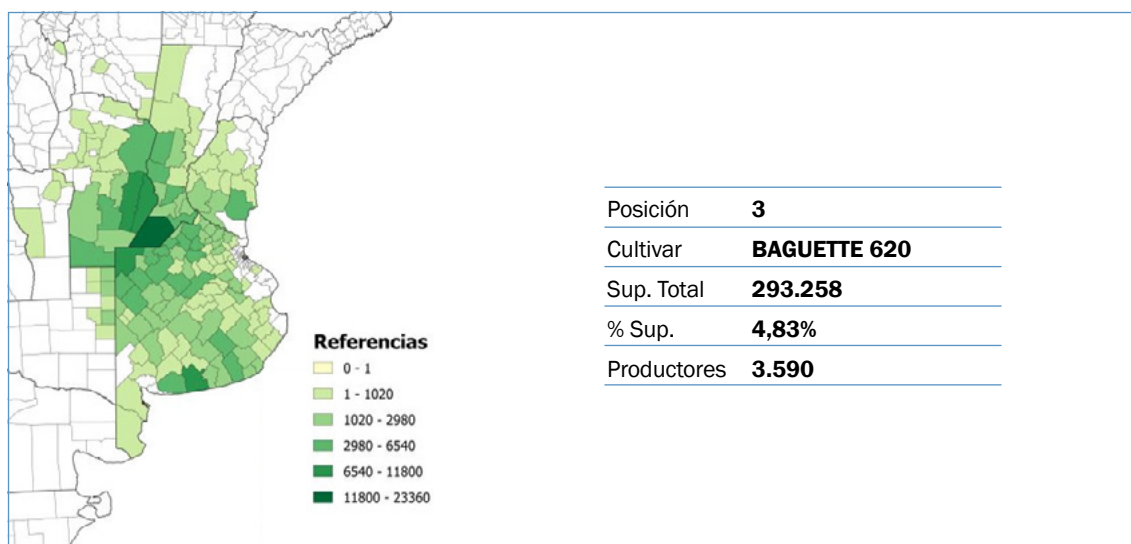 Referencias
0 - 1
1 - 1020
1020 - 2980
2980 - 6540
6540 - 11800
11800 - 23360
Posición 3
Cultivar BAGUETTE 620
Sup. Total 293.258
% Sup. 4,83%
Productores 3.590